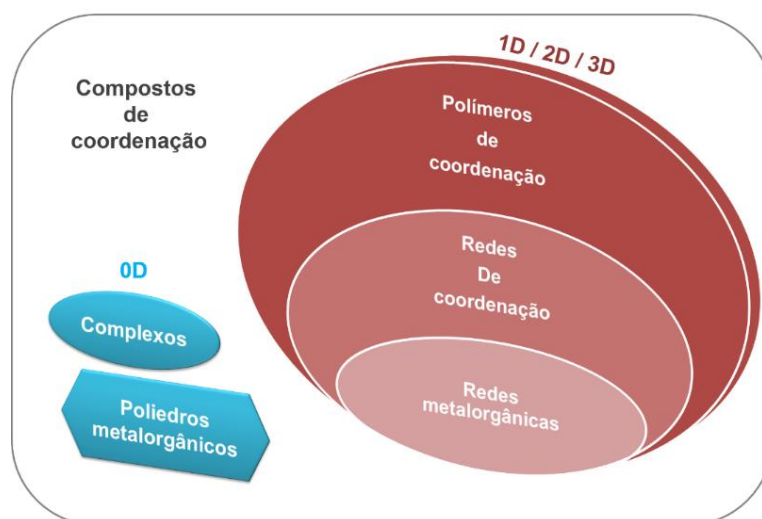 Compostos
de
coordenação
1D / 2D / 3D
Polímeros
de
coordenação
Redes
De
coordenação
Redes
metalorgânicas
0D
Complexos
Poliedros
metalorgânicos